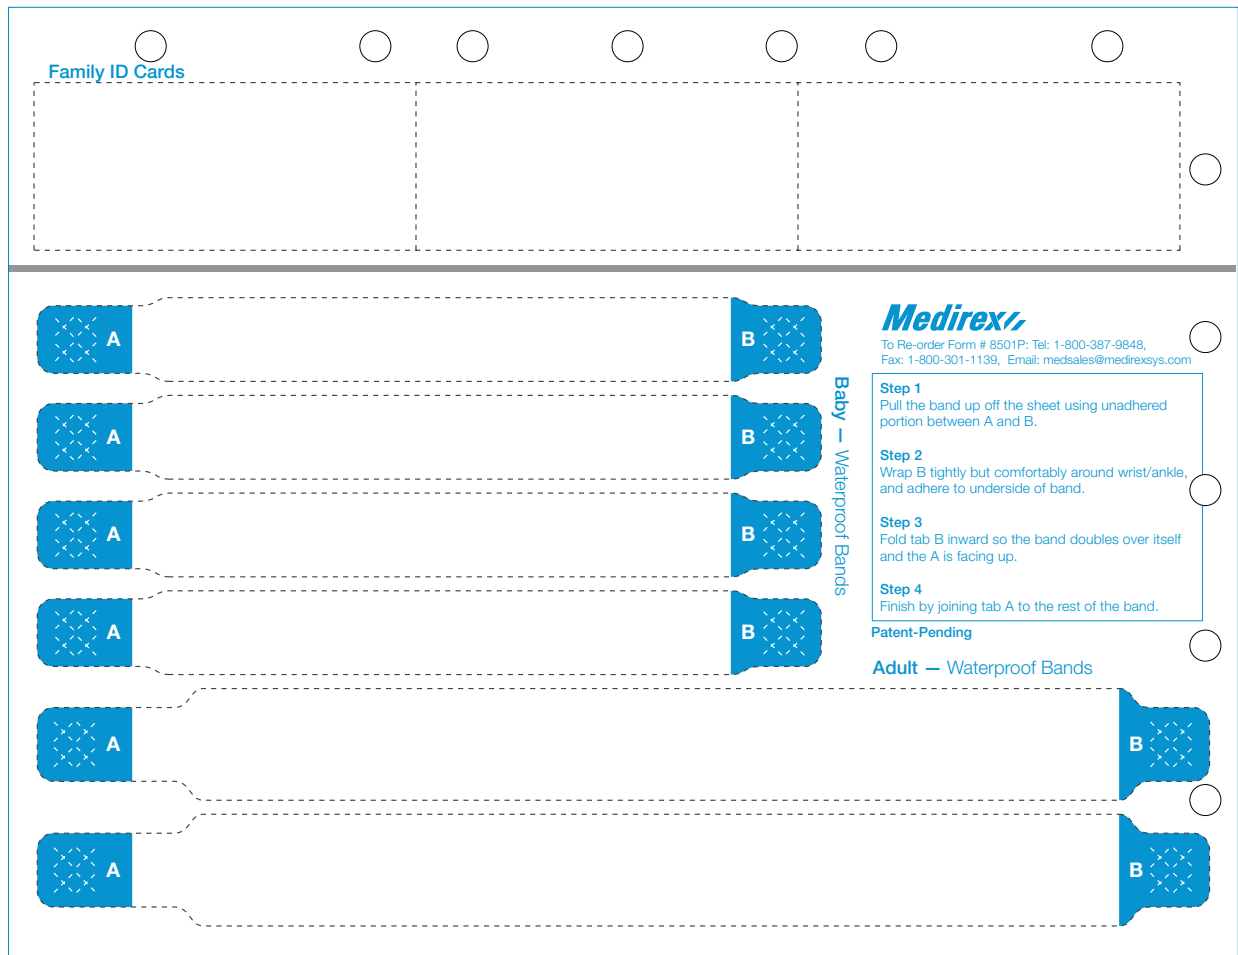 Family ID Cards
A
B
A
B
A
B
A
B
Baby — Waterproof Bands
Medirex
To Re-order Form # 8501P: Tel: 1-800-387-9848,
Fax: 1-800-301-1139, Email: medsales@medirexsys.com
Step 1
Pull the band up off the sheet using unadhered
portion between A and B.
Step 2
Wrap B tightly but comfortably around wrist/ankle,
and adhere to underside of band.
Step 3
Fold tab B inward so the band doubles over itself
and the A is facing up.
Step 4
Finish by joining tab A to the rest of the band.
Patent-Pending
Adult — Waterproof Bands
A
B
A
B